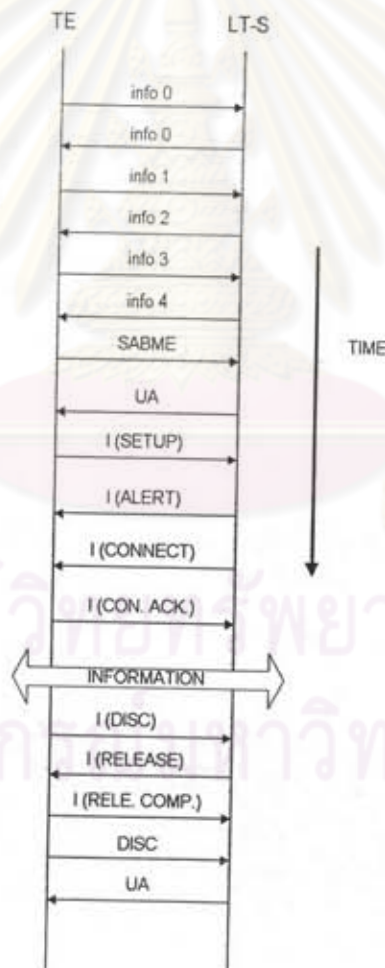 TE LT-S
info 0
info 0
info 1
info 2
info 3
info 4
SABME
TIME
UA
I (SETUP)
I (ALERT)
I (CONNECT)
I (CON. ACK.)
INFORMATION
I (DISC)
I (RELEASE)
I (RELE. COMP.)
DISC
UA